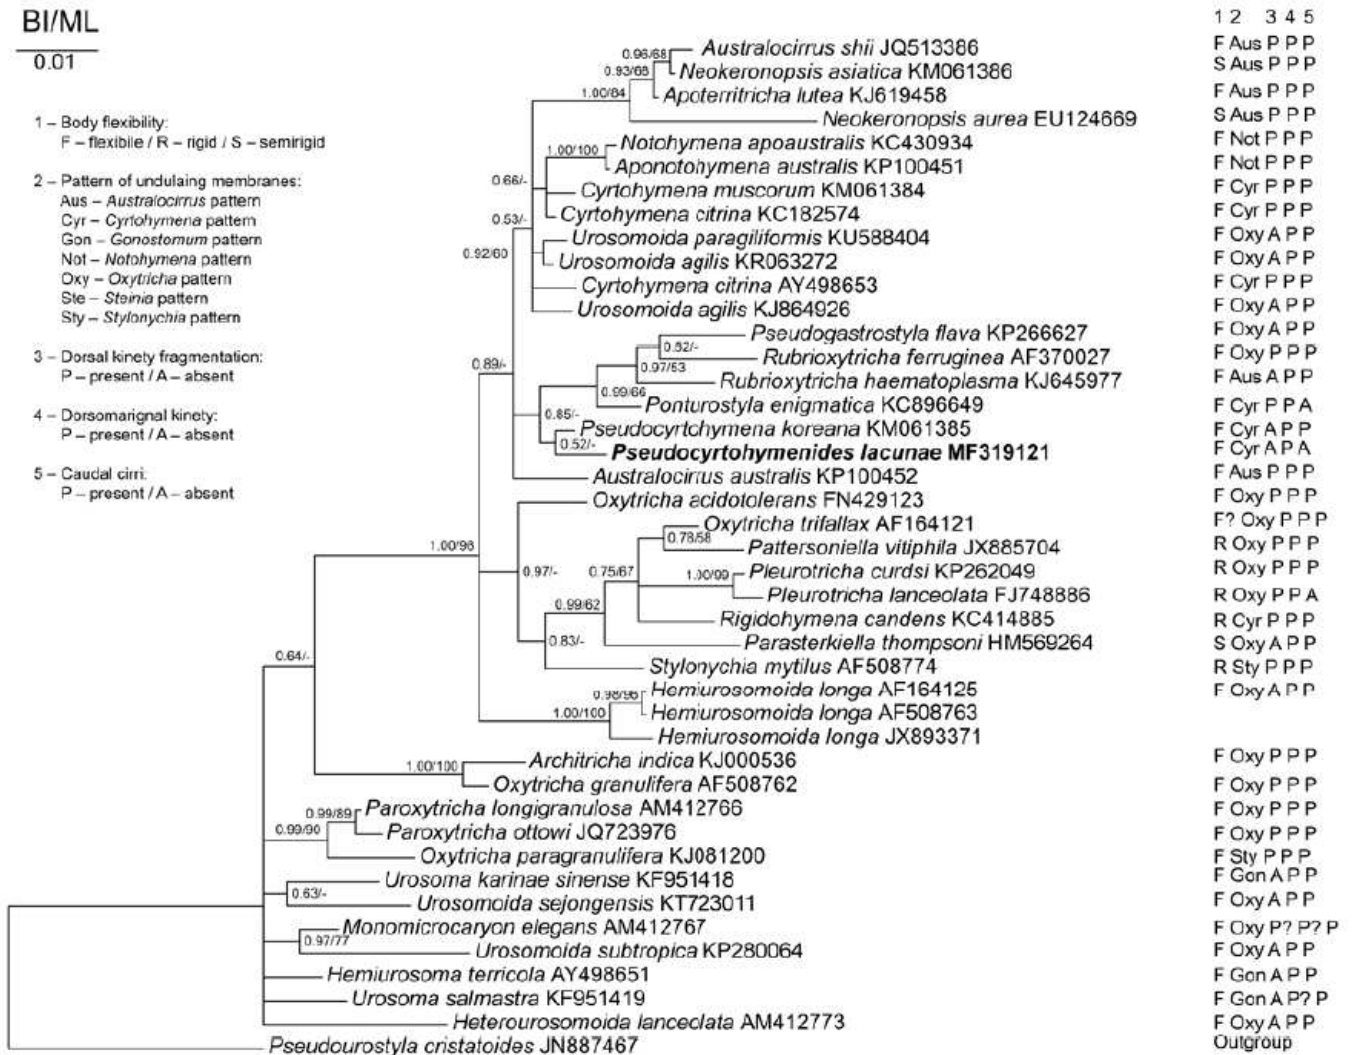 BI/ML
0.01
1 2 3 4 5
1 – Body flexibility:
F – flexibile / R – rigid / S – semirigid
2 – Pattern of undulaing membranes:
Aus – Australocirrus pattern
Cyr – Cyrtohymena pattern
Gon – Gonostomum pattern
Not – Notohymena pattern
Oxy – Oxytricha pattern
Ste – Steinia pattern
Sty – Stylonychia pattern
3 – Dorsal kinety fragmentation:
P – present / A – absent
4 – Dorsomarignal kinety:
P – present / A – absent
5 – Caudal cirri:
P – present / A – absent
0.96/68 Australocirrus shii JQ513386 F Aus P P P
0.93/68 Neokeronopsis asiatica KM061386 S Aus P P P
1.00/84 Apoterritricha lutea KJ619458 F Aus P P P
Neokeronopsis aurea EU124669 S Aus P P P
Notohymena apoaustralis KC430934 F Not P P P
1.00/100 Aponotohymena australis KP100451 F Not P P P
0.66/- Cyrtohymena muscorum KM061384 F Cyr P P P
0.53/- Cyrtohymena citrina KC182574 F Cyr P P P
Urosomoida paragiliformis KU588404 F Oxy A P P
0.92/60 Urosomoida agilis KR063272 F Oxy A P P
Cyrtohymena citrina AY498653 F Cyr P P P
Urosomoida agilis KJ864926 F Oxy A P P
Pseudogastrostyla flava KP266627 F Oxy A P P
0.52/- Rubrioxytricha ferruginea AF370027 F Oxy P P P
0.89/- 0.97/53 Rubrioxytricha haematoplasma KJ645977 F Aus A P P
0.99/66 Ponturostyla enigmatica KC896649 F Cyr P P A
0.85/- Pseudocyrtohymena koreana KM061385 F Cyr A P P
0.52/- Pseudocyrtohymenides lacunae MF319121 F Cyr A P A
Australocirrus australis KP100452 F Aus P P P
Oxytricha acidotolerans FN429123 F Oxy P P P
Oxytricha trifallax AF164121 F? Oxy P P P
1.00/96 0.78/58 Pattersoniella vitiphila JX885704 R Oxy P P P
0.97/- 0.75/67 1.00/99 Pleurotricha curdsi KP262049 R Oxy P P P
Pleurotricha lanceolata FJ748886 R Oxy P P A
0.99/62 Rigidohymena candens KC414885 R Cyr P P P
0.83/- Parasterkiella thompsoni HM569264 S Oxy A P P
0.64/- Stylonychia mytilus AF508774 R Sty P P P
0.98/96 Hemiurosomoida longa AF164125 F Oxy A P P
1.00/100 Hemiurosomoida longa AF508763
Hemiurosomoida longa JX893371
1.00/100 Architricha indica KJ000536 F Oxy P P P
Oxytricha granulifera AF508762 F Oxy P P P
0.99/89 Paroxytricha longigranulosa AM412766 F Oxy P P P
0.99/90 Paroxytricha ottowi JQ723976 F Oxy P P P
Oxytricha paragranulifera KJ081200 F Sty P P P
Urosoma karinae sinense KF951418 F Gon A P P
0.63/- Urosomoida sejongensis KT723011 F Oxy A P P
Monomicrocaryon elegans AM412767 F Oxy P? P? P
0.97/77 Urosomoida subtropica KP280064 F Oxy A P P
Hemiurosoma terricola AY498651 F Gon A P P
Urosoma salmastra KF951419 F Gon A P? P
Heterourosomoida lanceolata AM412773 F Oxy A P P
Pseudourostyla cristatoides JN887467 Outgroup